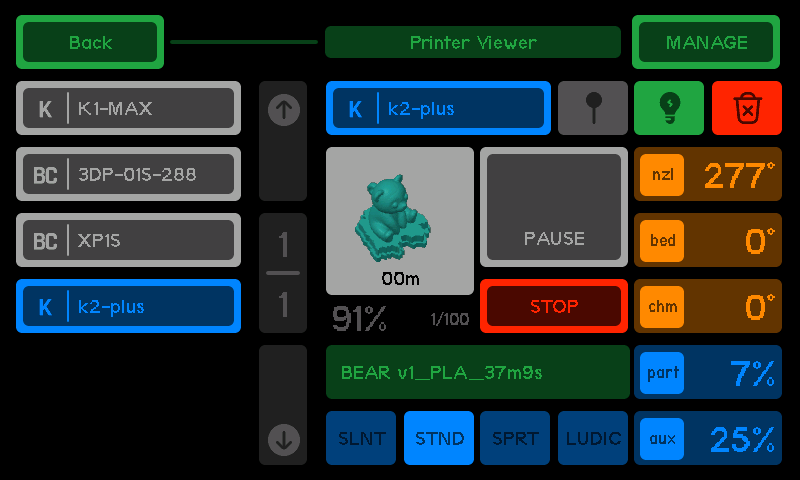 Back
Printer Viewer
MANAGE
K K1-MAX
BC 3DP-01S-288
BC XP1S
K k2-plus
1
1
K k2-plus
00m
91% 1/100
PAUSE
STOP
nzl 277°
bed 0°
chm 0°
part 7%
aux 25%
BEAR v1_PLA_37m9s
SLNT STND SPRT LUDIC